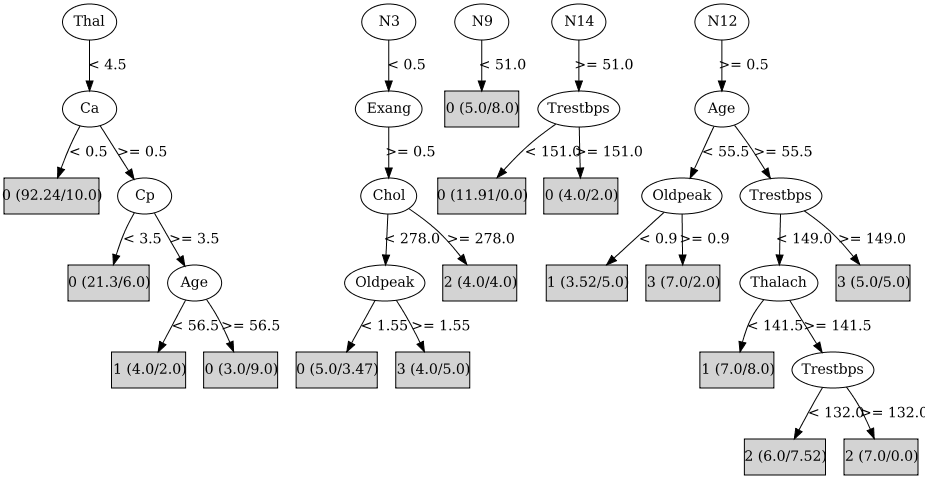 Thal N3 N9 N14 N12
< 4.5 < 0.5 < 51.0 >= 51.0 >= 0.5
Ca Exang 0 (5.0/8.0) Trestbps Age
< 0.5 >= 0.5 >= 0.5 < 151.0 >= 151.0 < 55.5 >= 55.5
0 (92.24/10.0) Cp Chol 0 (11.91/0.0) 0 (4.0/2.0) Oldpeak Trestbps
< 3.5 >= 3.5 < 278.0 >= 278.0 < 0.9 >= 0.9 < 149.0 >= 149.0
0 (21.3/6.0) Age Oldpeak 2 (4.0/4.0) 1 (3.52/5.0) 3 (7.0/2.0) Thalach 3 (5.0/5.0)
< 56.5 >= 56.5 < 1.55 >= 1.55 < 141.5 >= 141.5
1 (4.0/2.0) 0 (3.0/9.0) 0 (5.0/3.47) 3 (4.0/5.0) 1 (7.0/8.0) Trestbps
< 132.0 >= 132.0
2 (6.0/7.52) 2 (7.0/0.0)